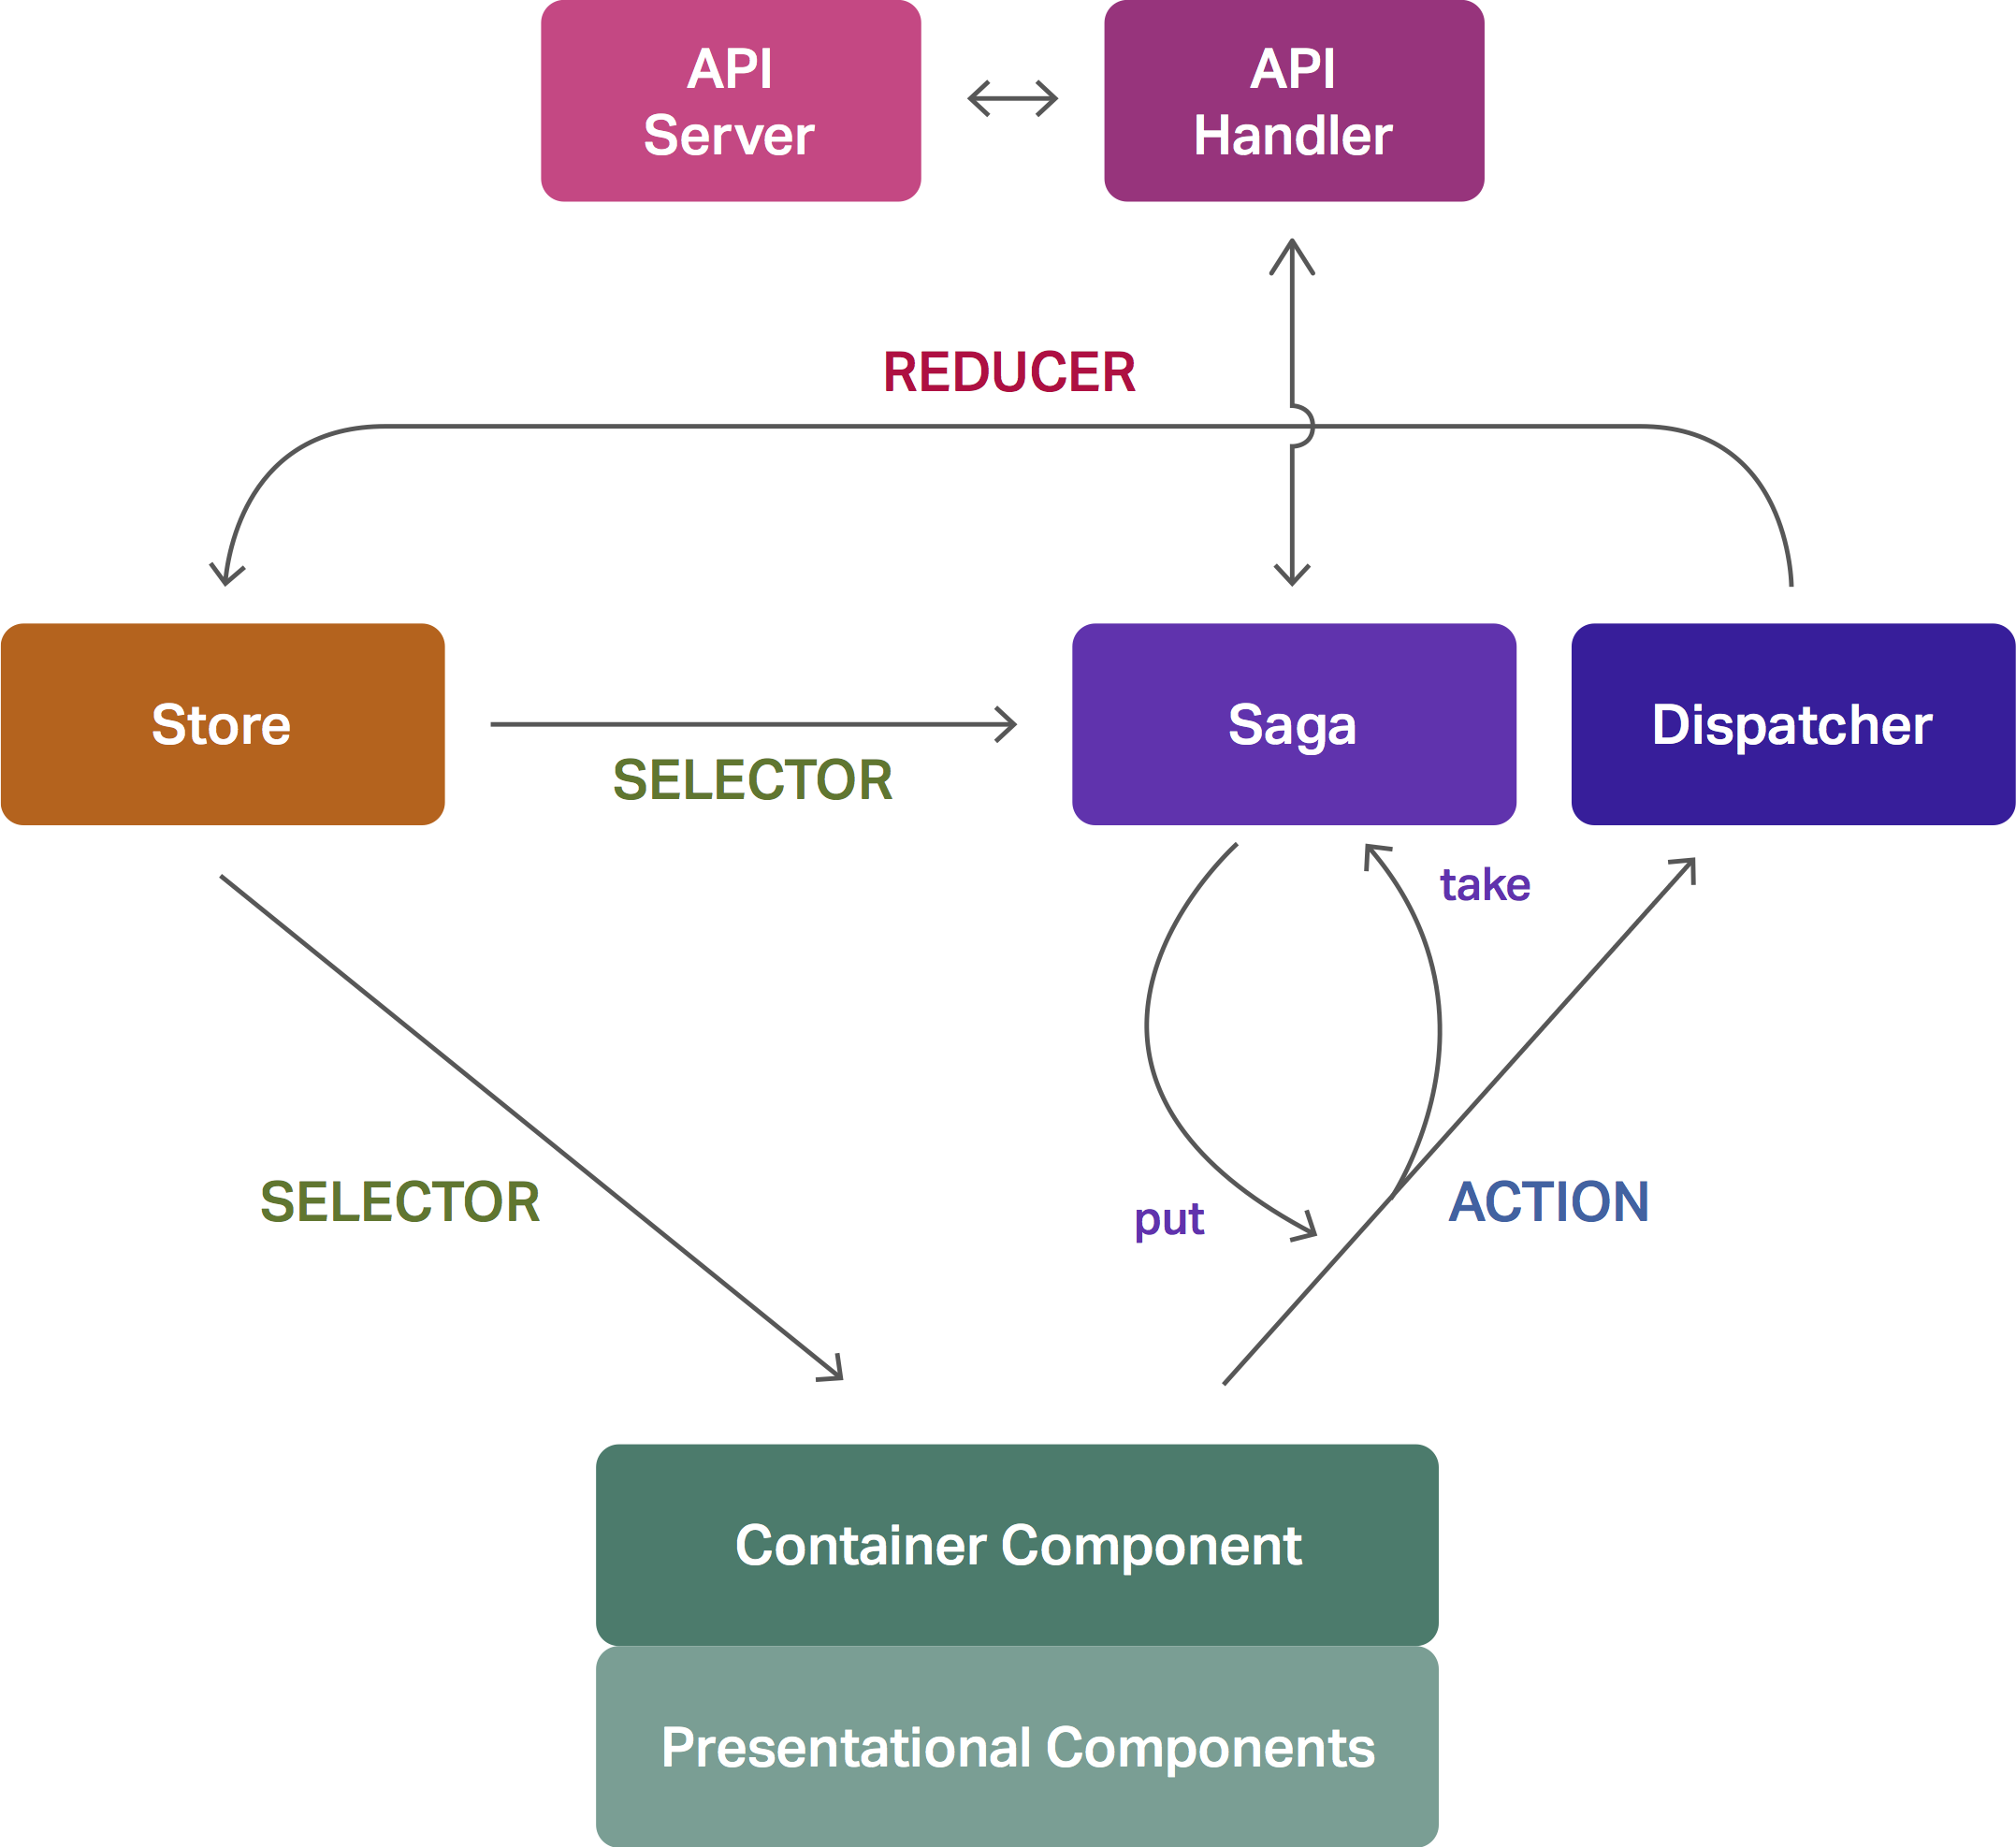 API
Server
API
Handler
REDUCER
Store
Saga
Dispatcher
SELECTOR
take
SELECTOR
put
ACTION
Container Component
Presentational Components